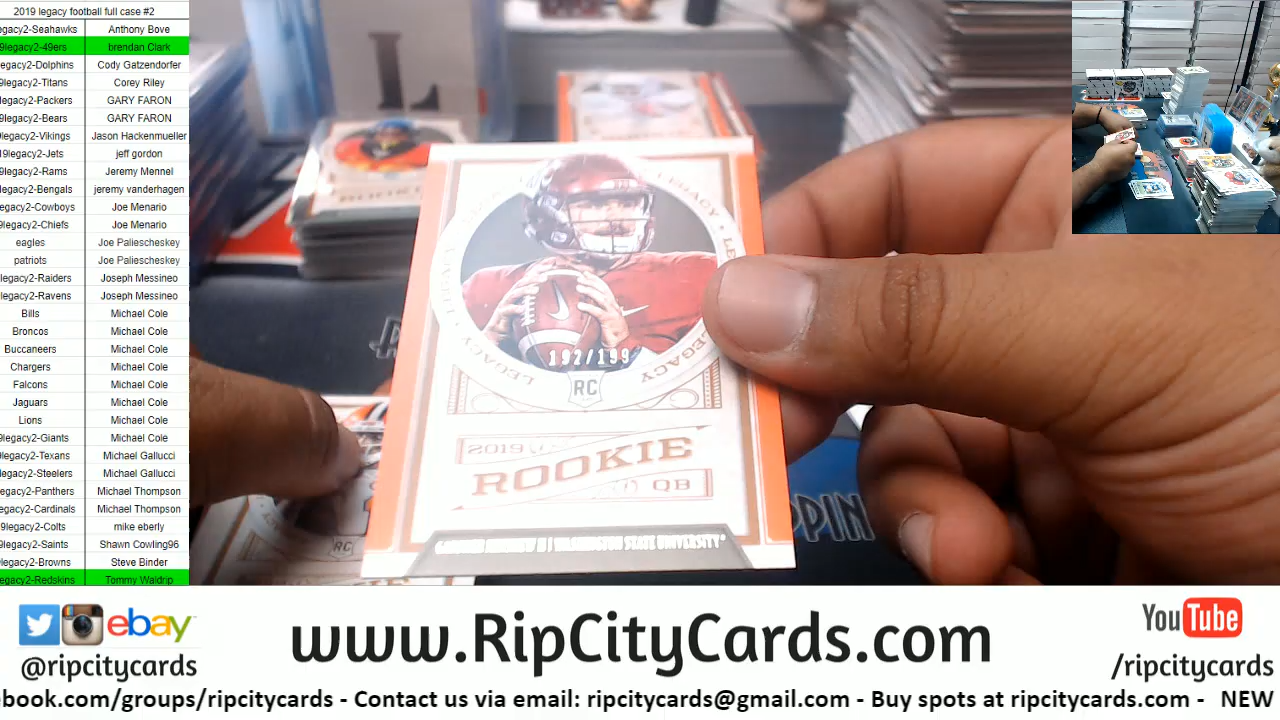 2019 legacy football full case #2
egacy2-Seahawks Anthony Bove
9legacy2-49ers brendan Clark
legacy2-Dolphins Cody Gatzendorfer
9legacy2-Titans Corey Riley
legacy2-Packers GARY FARON
legacy2-Bears GARY FARON
legacy2-Vikings Jason Hackenmueller
19legacy2-Jets jeff gordon
9legacy2-Rams Jeremy Mennel
legacy2-Bengals jeremy vanderhagen
egacy2-Cowboys Joe Menario
legacy2-Chiefs Joe Menario
eagles Joe Paliescheskey
patriots Joe Paliescheskey
legacy2-Raiders Joseph Messineo
legacy2-Ravens Joseph Messineo
Bills Michael Cole
Broncos Michael Cole
Buccaneers Michael Cole
Chargers Michael Cole
Falcons Michael Cole
Jaguars Michael Cole
Lions Michael Cole
9legacy2-Giants Michael Cole
9legacy2-Texans Michael Gallucci
legacy2-Steelers Michael Gallucci
egacy2-Panthers Michael Thompson
egacy2-Cardinals Michael Thompson
9legacy2-Colts mike eberly
9legacy2-Saints Shawn Cowling96
legacy2-Browns Steve Binder
egacy2-Redskins Tommy Waldrip
LEGACY
LEGACY
LEGACY
192/199
RC
2019
ROOKIE
QB
WASHINGTON STATE UNIVERSITY
RC
PPIN
ebay
@ripcitycards
www.RipCityCards.com
YouTube
/ripcitycards
ebook.com/groups/ripcitycards - Contact us via email: ripcitycards@gmail.com - Buy spots at ripcitycards.com - NEW